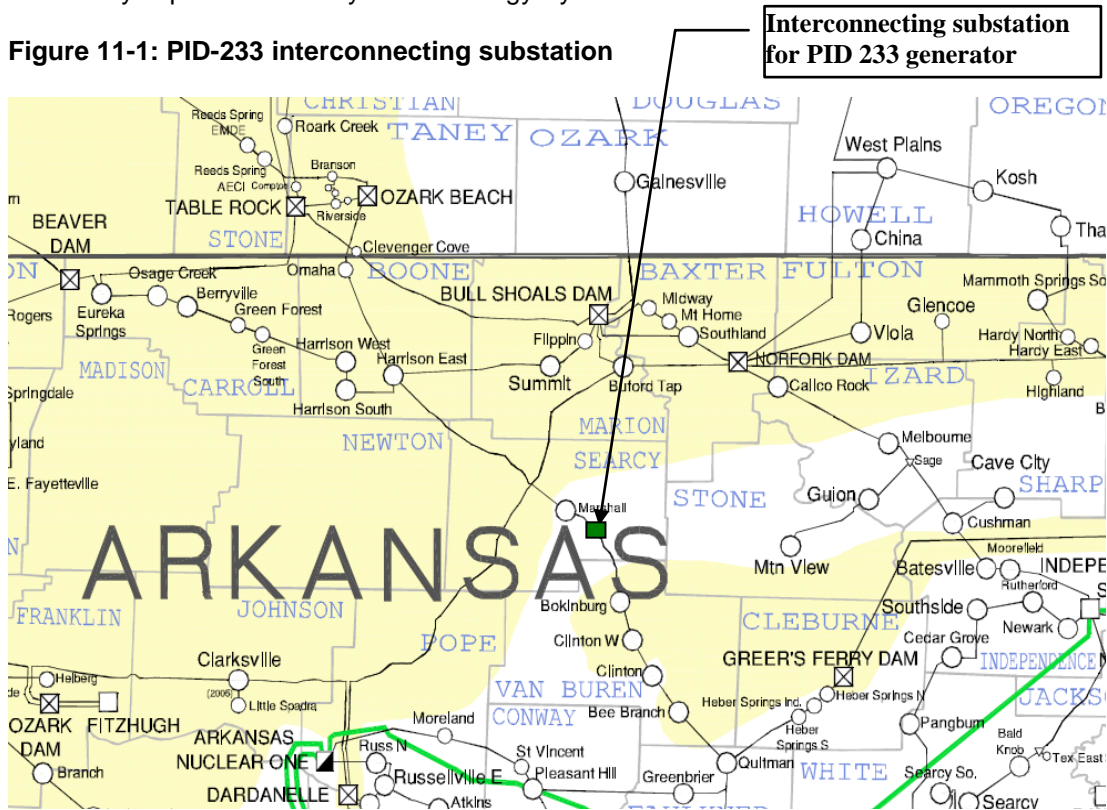 Interconnecting substation
for PID 233 generator
Figure 11-1: PID-233 interconnecting substation
CHRISTIAN
DOUGLAS
OREGON
Reeds Spring
EMDE
Roark Creek
TANEY
OZARK
West Plains
Reeds Spring
AECI
Compton
Branson
Riverside
TABLE ROCK
OZARK BEACH
Gainesville
Kosh
HOWELL
BEAVER
DAM
STONE
China
Clevenger Cove
Omaha
BOONE
BAXTER
FULTON
Osage Creek
Eureka
Springs
Berryville
Green Forest
Green
Forest
South
BULL SHOALS DAM
Midway
Mt Home
Southland
Mammoth Springs So
Glencoe
Rogers
Harrison West
Harrison East
Harrison South
Flippin
Summit
Buford Tap
NORFORK DAM
Viola
Hardy North
Hardy East
Highland
MADISON
CARROLL
Calico Rock
IZARD
Springdale
MARION
NEWTON
SEARCY
Melbourne
Sage
Cave City
SHARP
E. Fayetteville
STONE
Guion
Marshall
Cushman
ARKANSAS
Mtn View
Moorefield
Batesville
INDEPE
Rutherford
FRANKLIN
JOHNSON
Bokinburg
Southside
Newark
POPE
Clinton W
CLEBURNE
Cedar Grove
Clarksville
Clinton
GREER'S FERRY DAM
INDEPENDENCE
Helberg
(2005)
Little Spadra
VAN BUREN
Heber Springs Ind.
Heber Springs N
JACKS
OZARK
DAM
FITZHUGH
Moreland
CONWAY
Bee Branch
Heber
Springs S
Pangburn
ARKANSAS
NUCLEAR ONE
Russ N
St Vincent
Bald
Knob
Tex East
Branch
Russellville E
Pleasant Hill
Greenbrier
Quitman
WHITE
Searcy So.
DARDANELLE
Atkins
FAULKNER
Searcy